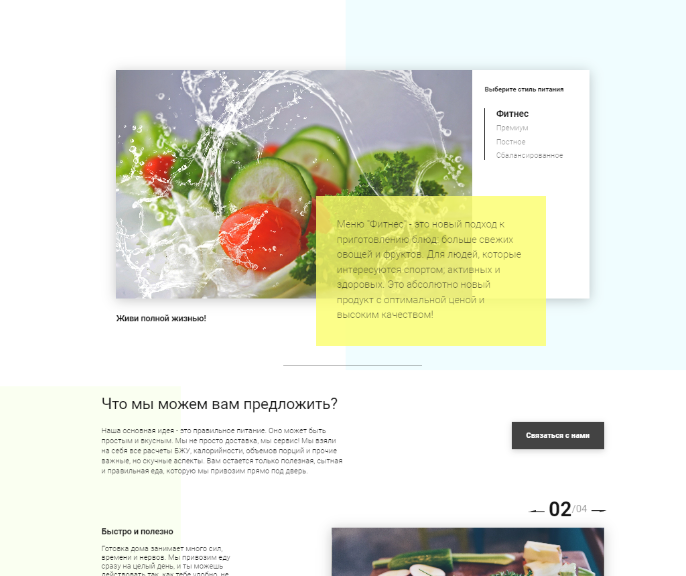 Выберите стиль питания
Фитнес
Премиум
Постное
Сбалансированное
Меню "Фитнес" - это новый подход к
приготовлению блюд: больше свежих
овощей и фруктов. Для людей, которые
интересуются спортом, активных и
здоровых. Это абсолютно новый
продукт с оптимальной ценой и
высоким качеством!
Живи полной жизнью!
Что мы можем вам предложить?
Наша основная идея - это правильное питание. Оно может быть
простым и вкусным. Мы не просто доставка, мы сервис! Мы взяли
на себя все расчеты БЖУ, калорийности, объемов порций и прочие
важные, но скучные аспекты. Вам остается только полезная, сытная
и правильная еда, которую мы привозим прямо под дверь.
Связаться с нами
02/04
Быстро и полезно
Готовка дома занимает много сил,
времени и нервов. Мы привозим еду
сразу на целый день, и ты можешь
действовать так, как тебе удобно, не